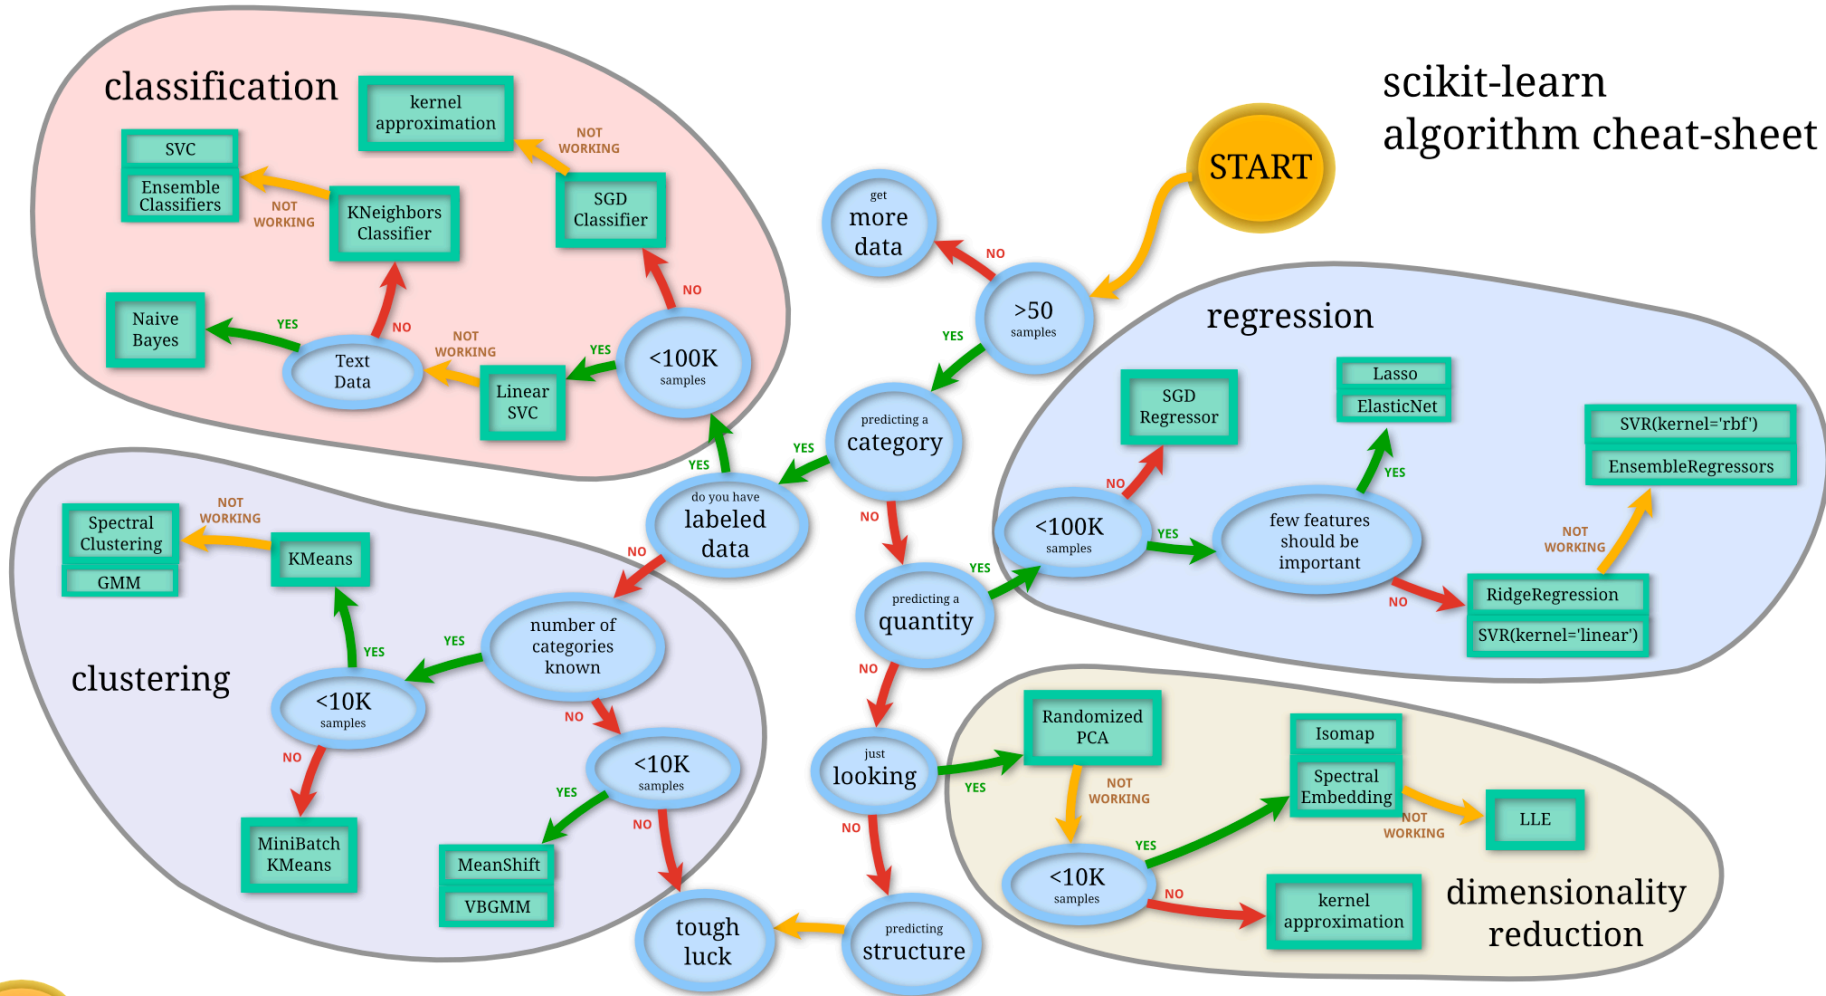 scikit-learn
algorithm cheat-sheet
START
classification
kernel
approximation
NOT
WORKING
SVC
Ensemble
Classifiers
NOT
WORKING
KNeighbors
Classifier
SGD
Classifier
NO
Naive
Bayes
YES
NO
Text
Data
NOT
WORKING
Linear
SVC
YES
<100K
samples
YES
get
more
data
NO
>50
samples
YES
predicting a
category
YES
NO
do you have
labeled
data
NO
predicting a
quantity
YES
NO
regression
SGD
Regressor
NO
Lasso
ElasticNet
YES
SVR(kernel='rbf')
EnsembleRegressors
<100K
samples
YES
few features
should be
important
NOT
WORKING
NO
RidgeRegression
SVR(kernel='linear')
clustering
Spectral
Clustering
GMM
NOT
WORKING
KMeans
YES
number of
categories
known
YES
NO
<10K
samples
NO
MiniBatch
KMeans
<10K
samples
YES
NO
MeanShift
VBGMM
just
looking
YES
NO
tough
luck
predicting
structure
Randomized
PCA
NOT
WORKING
Isomap
Spectral
Embedding
NOT
WORKING
LLE
YES
<10K
samples
NO
kernel
approximation
dimensionality
reduction